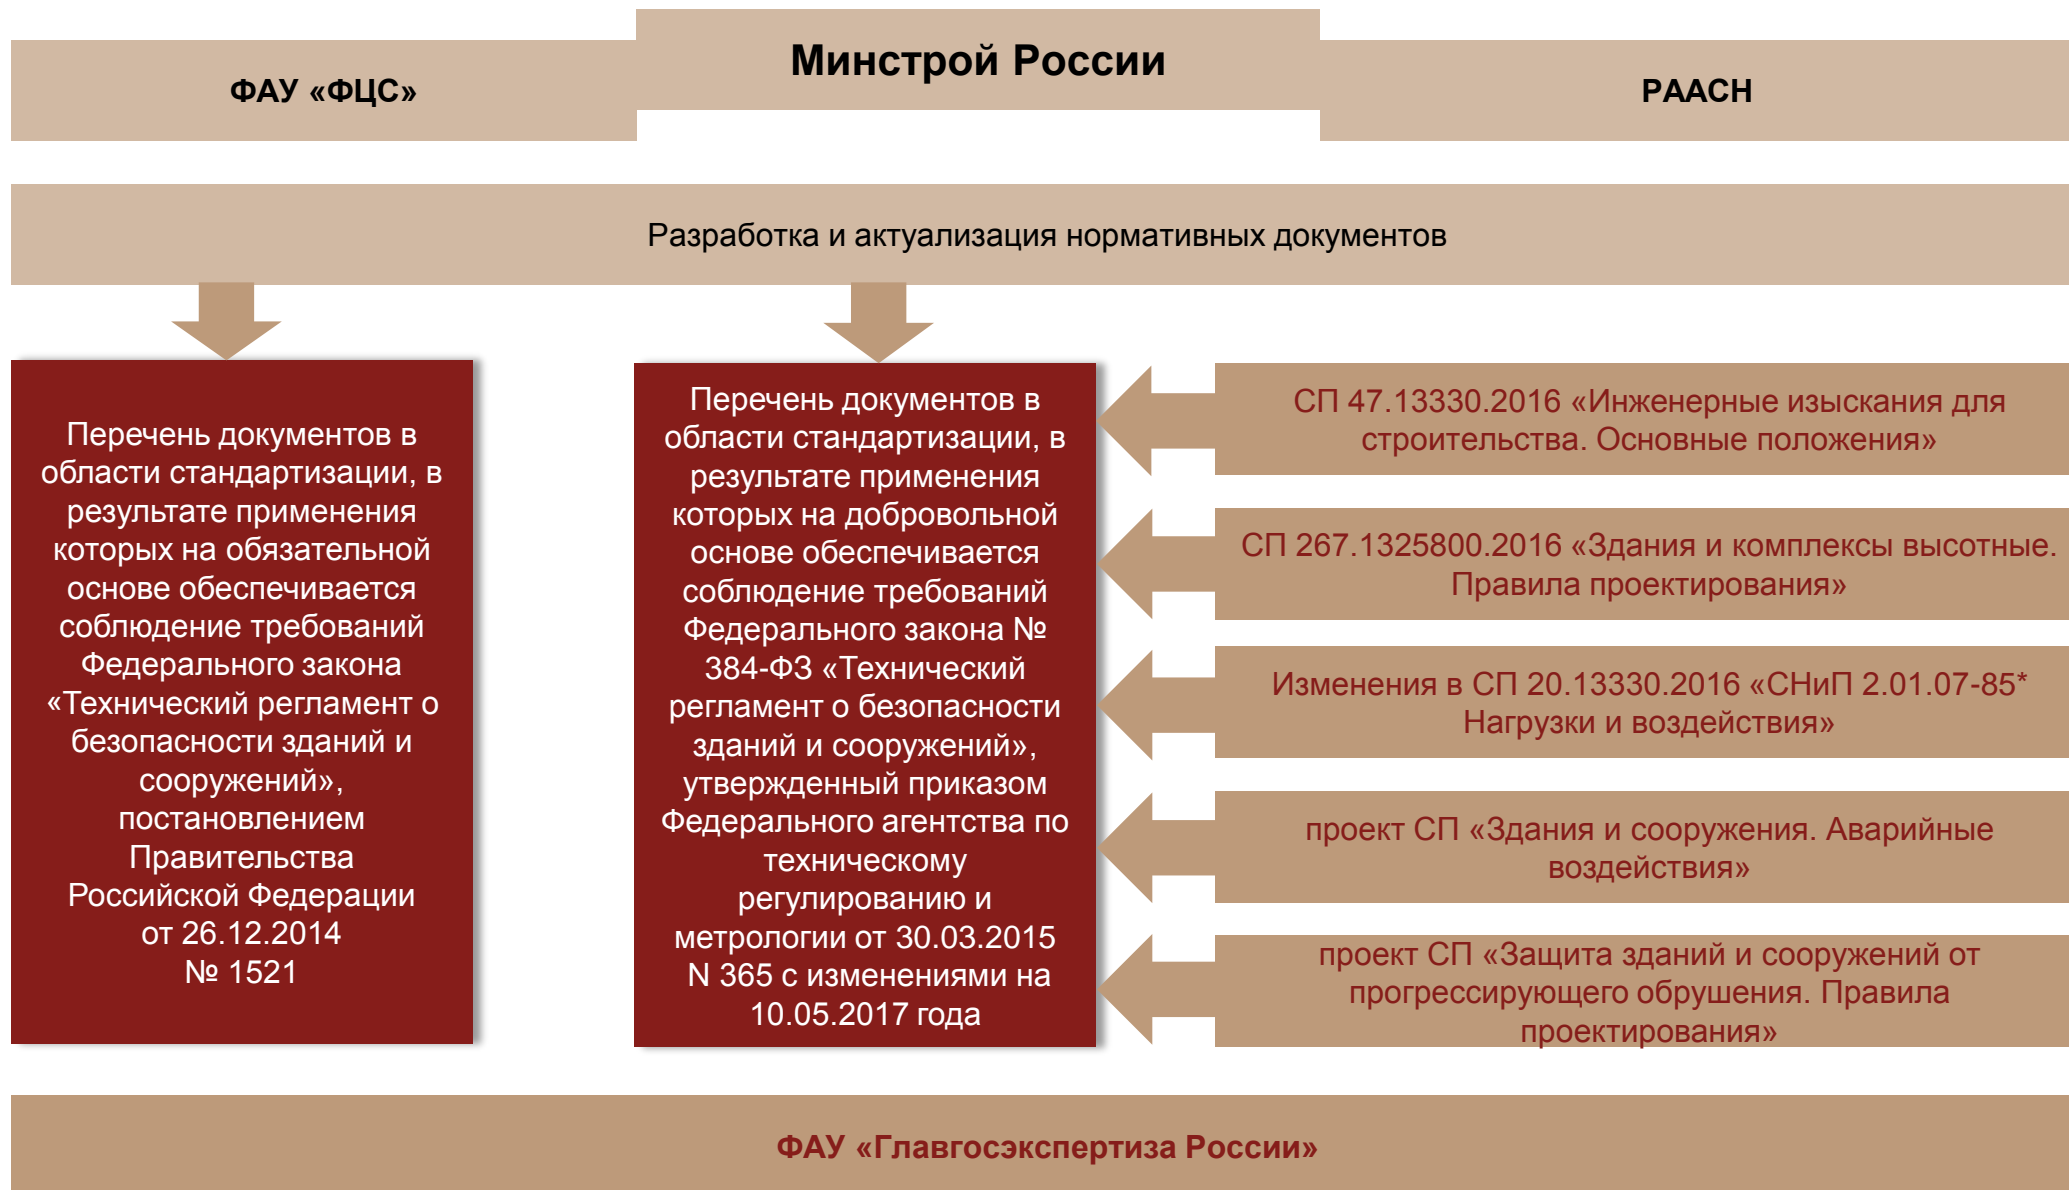 Минстрой России
ФАУ «ФЦС»
РААСН
Разработка и актуализация нормативных документов
Перечень документов в
области стандартизации, в
результате применения
которых на обязательной
основе обеспечивается
соблюдение требований
Федерального закона
«Технический регламент о
безопасности зданий и
сооружений»,
постановлением
Правительства
Российской Федерации
от 26.12.2014
№ 1521
Перечень документов в
области стандартизации, в
результате применения
которых на добровольной
основе обеспечивается
соблюдение требований
Федерального закона №
384-ФЗ «Технический
регламент о безопасности
зданий и сооружений»,
утвержденный приказом
Федерального агентства по
техническому
регулированию и
метрологии от 30.03.2015
N 365 с изменениями на
10.05.2017 года
СП 47.13330.2016 «Инженерные изыскания для
строительства. Основные положения»
СП 267.1325800.2016 «Здания и комплексы высотные.
Правила проектирования»
Изменения в СП 20.13330.2016 «СНиП 2.01.07-85*
Нагрузки и воздействия»
проект СП «Здания и сооружения. Аварийные
воздействия»
проект СП «Защита зданий и сооружений от
прогрессирующего обрушения. Правила
проектирования»
ФАУ «Главгосэкспертиза России»